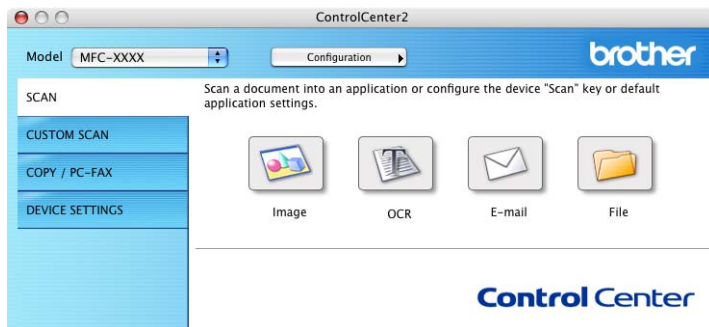 ControlCenter2
Model MFC-XXXX Configuration brother
SCAN
CUSTOM SCAN
COPY / PC-FAX
DEVICE SETTINGS
Scan a document into an application or configure the device "Scan" key or default
application settings.
Image OCR E-mail File
Control Center